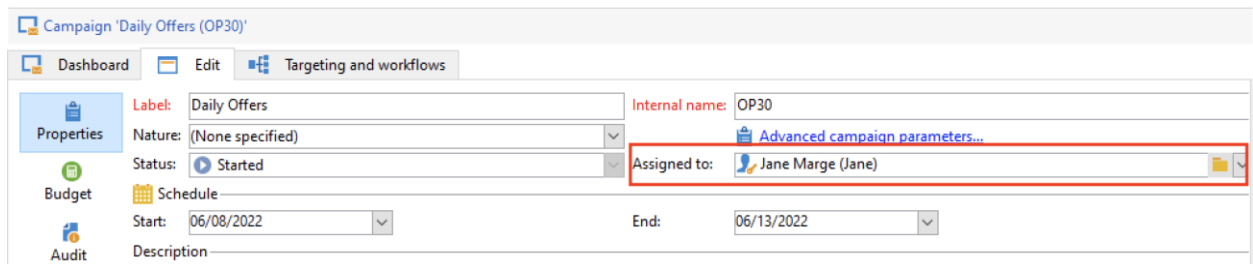 Campaign 'Daily Offers (OP30)'
Dashboard Edit Targeting and workflows
Properties
Budget
Audit
Label: Daily Offers Internal name: OP30
Nature: (None specified) Advanced campaign parameters...
Status: Started Assigned to: Jane Marge (Jane)
Schedule
Start: 06/08/2022 End: 06/13/2022
Description